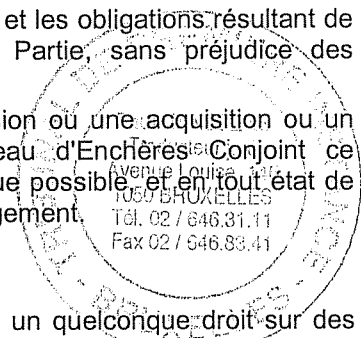 et les obligations résultant de
Partie, sans préjudice des
sion ou une acquisition ou un
eau d'Enchères Conjoint ce
Avenue Louise,
ue possible, et en tout état de
1050 BRUXELLES
gement.
Tél. 02 / 646.31.11
Fax 02 / 646.83.41
un quelconque droit sur des